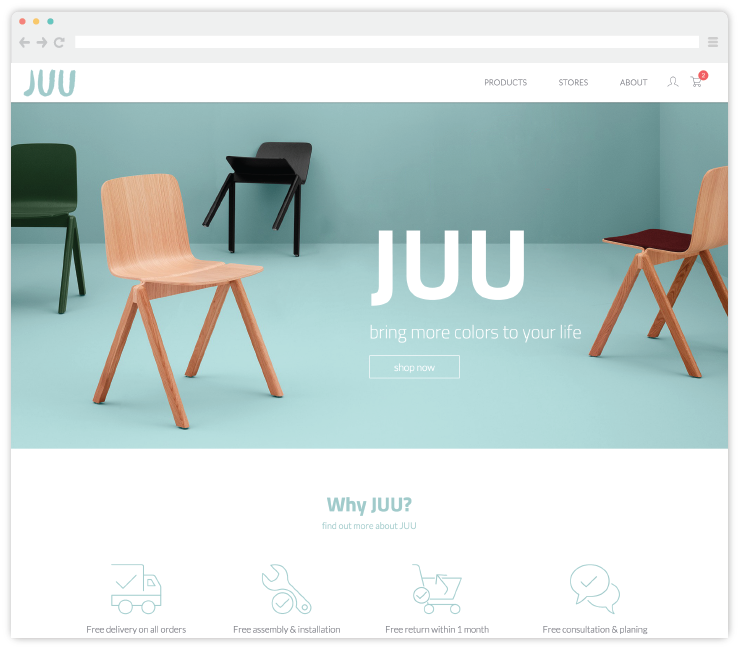 JUU
PRODUCTS
STORES
ABOUT
2
JUU
bring more colors to your life
shop now
Why JUU?
find out more about JUU
Free delivery on all orders
Free assembly & installation
Free return within 1 month
Free consultation & planing